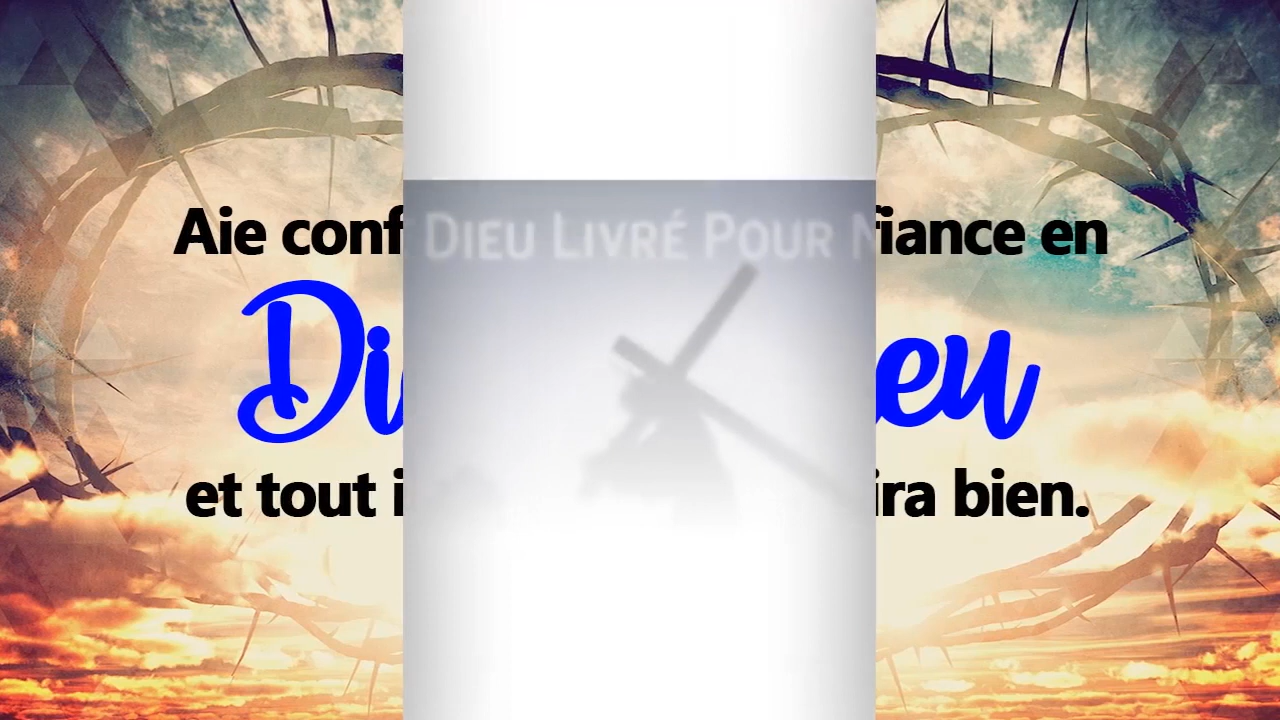 Aie conf
Di
et tout i
DIEU LIVRÉ POUR N
fiance en
eu
ira bien.